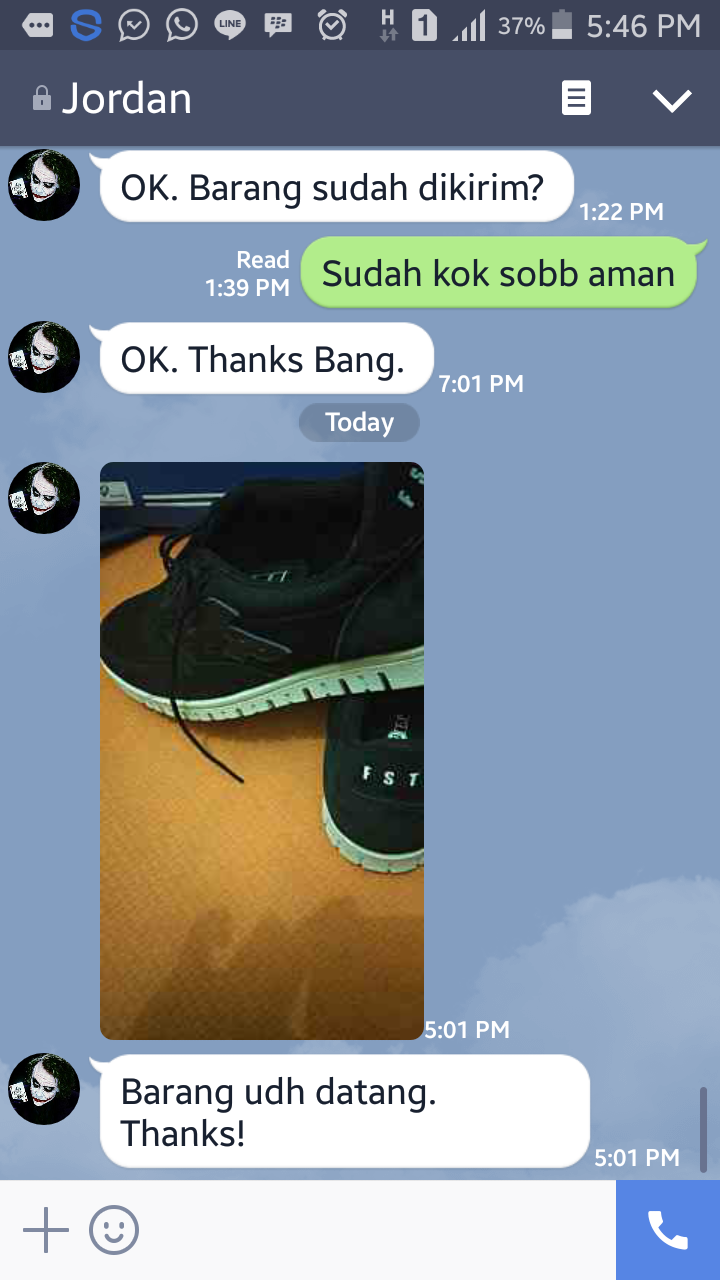 LINE
H
1
37%
5:46 PM
Jordan
OK. Barang sudah dikirim?
1:22 PM
Read
1:39 PM
Sudah kok sobb aman
OK. Thanks Bang.
7:01 PM
Today
F S
F S T
5:01 PM
Barang udh datang.
Thanks!
5:01 PM